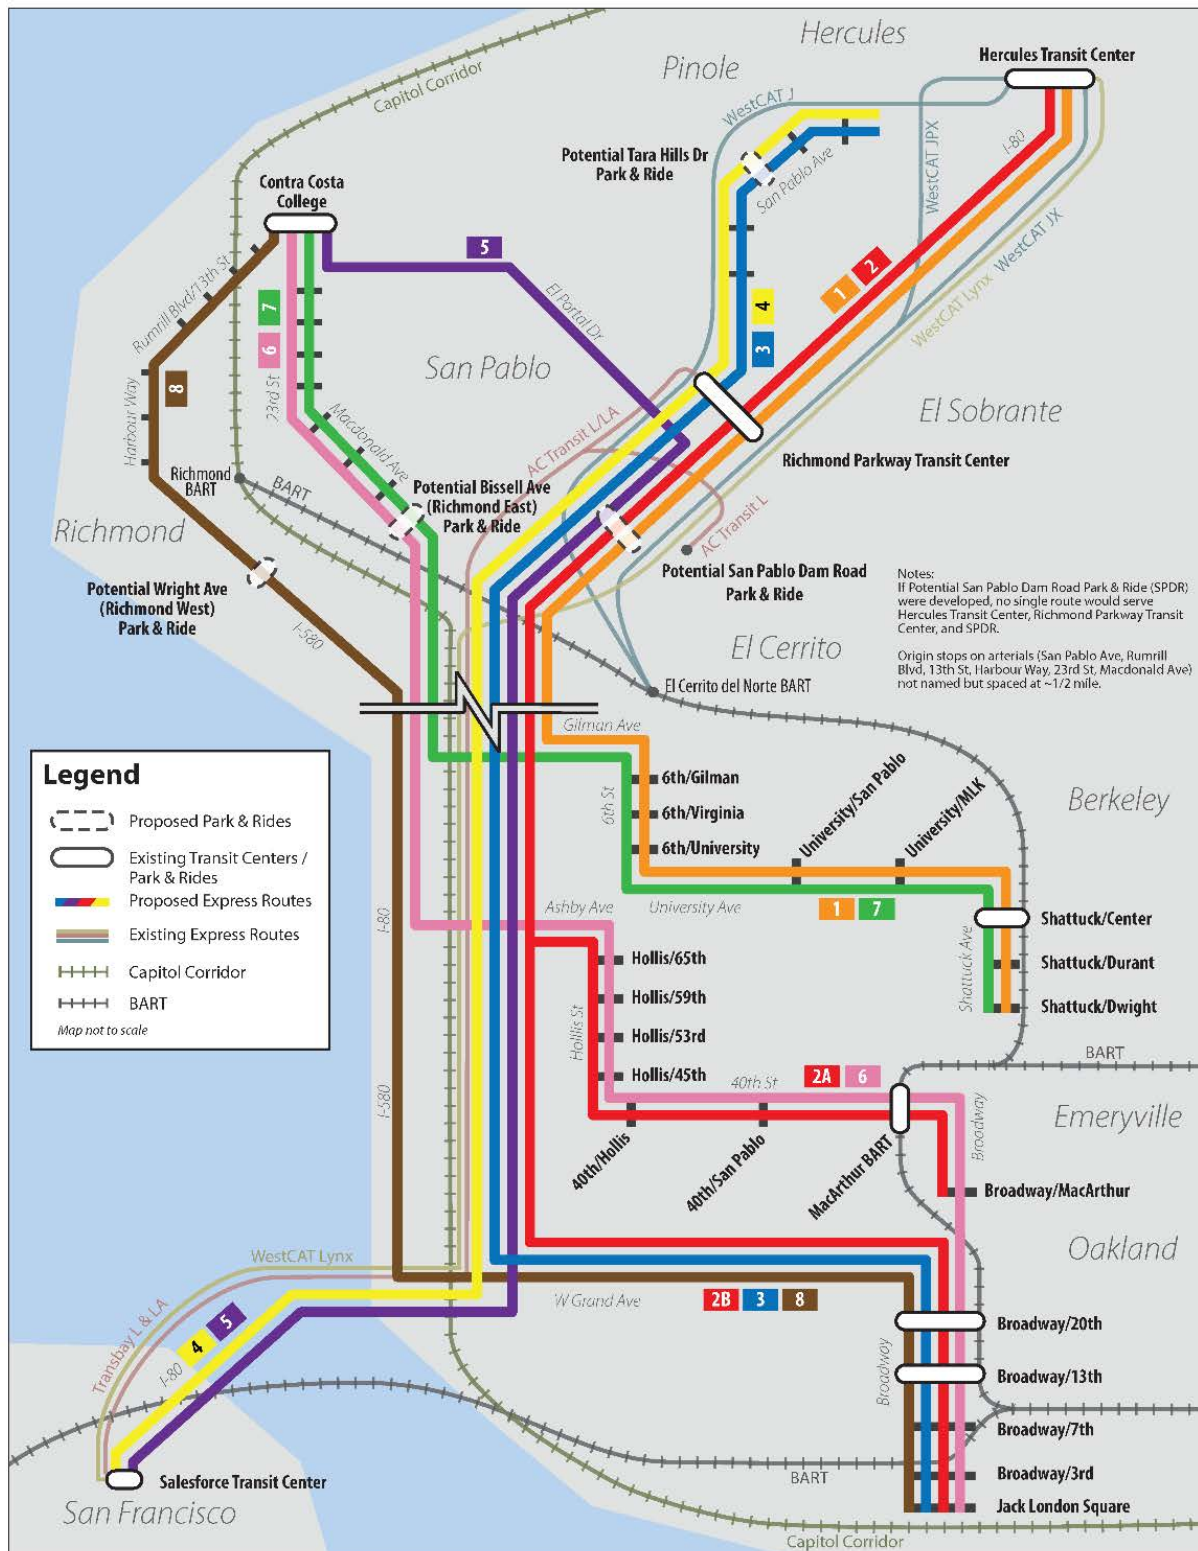 Hercules
Pinole
Hercules Transit Center
Capitol Corridor
WestCAT J
WestCAT JPX
I-80
Potential Tara Hills Dr
Park & Ride
San Pablo Ave
Contra Costa
College
5
El Portal Dr
WestCAT JX
WestCAT Lynx
1
2
Rumrill Blvd/13th St
7
6
4
3
San Pablo
8
23rd St
Harbour Way
Macdonald Ave
El Sobrante
AC Transit L/LA
Richmond Parkway Transit Center
Richmond
BART
BART
Potential Bissell Ave
(Richmond East)
Park & Ride
Richmond
AC Transit L
Potential San Pablo Dam Road
Park & Ride
Potential Wright Ave
(Richmond West)
Park & Ride
I-580
Notes:
If Potential San Pablo Dam Road Park & Ride (SPDR)
were developed, no single route would serve
Hercules Transit Center, Richmond Parkway Transit
Center, and SPDR.
Origin stops on arterials (San Pablo Ave, Rumrill
Blvd, 13th St, Harbour Way, 23rd St, Macdonald Ave)
not named but spaced at ~1/2 mile.
El Cerrito
El Cerrito del Norte BART
Gilman Ave
Legend
Proposed Park & Rides
Existing Transit Centers /
Park & Rides
Proposed Express Routes
Existing Express Routes
Capitol Corridor
BART
Map not to scale
6th St
6th/Gilman
6th/Virginia
6th/University
University/San Pablo
University/MLK
Berkeley
I-80
Ashby Ave
University Ave
1
7
Shattuck/Center
Shattuck Ave
Shattuck/Durant
Shattuck/Dwight
Hollis/65th
Hollis/59th
Hollis St
Hollis/53rd
Hollis/45th
BART
I-580
40th St
2A
6
Emeryville
Broadway
40th/Hollis
40th/San Pablo
MacArthur BART
Broadway/MacArthur
Oakland
WestCAT Lynx
Transbay L & LA
W Grand Ave
2B
3
8
4
5
I-80
Broadway
Broadway/20th
Broadway/13th
Broadway/7th
Broadway/3rd
BART
Jack London Square
Salesforce Transit Center
San Francisco
Capitol Corridor